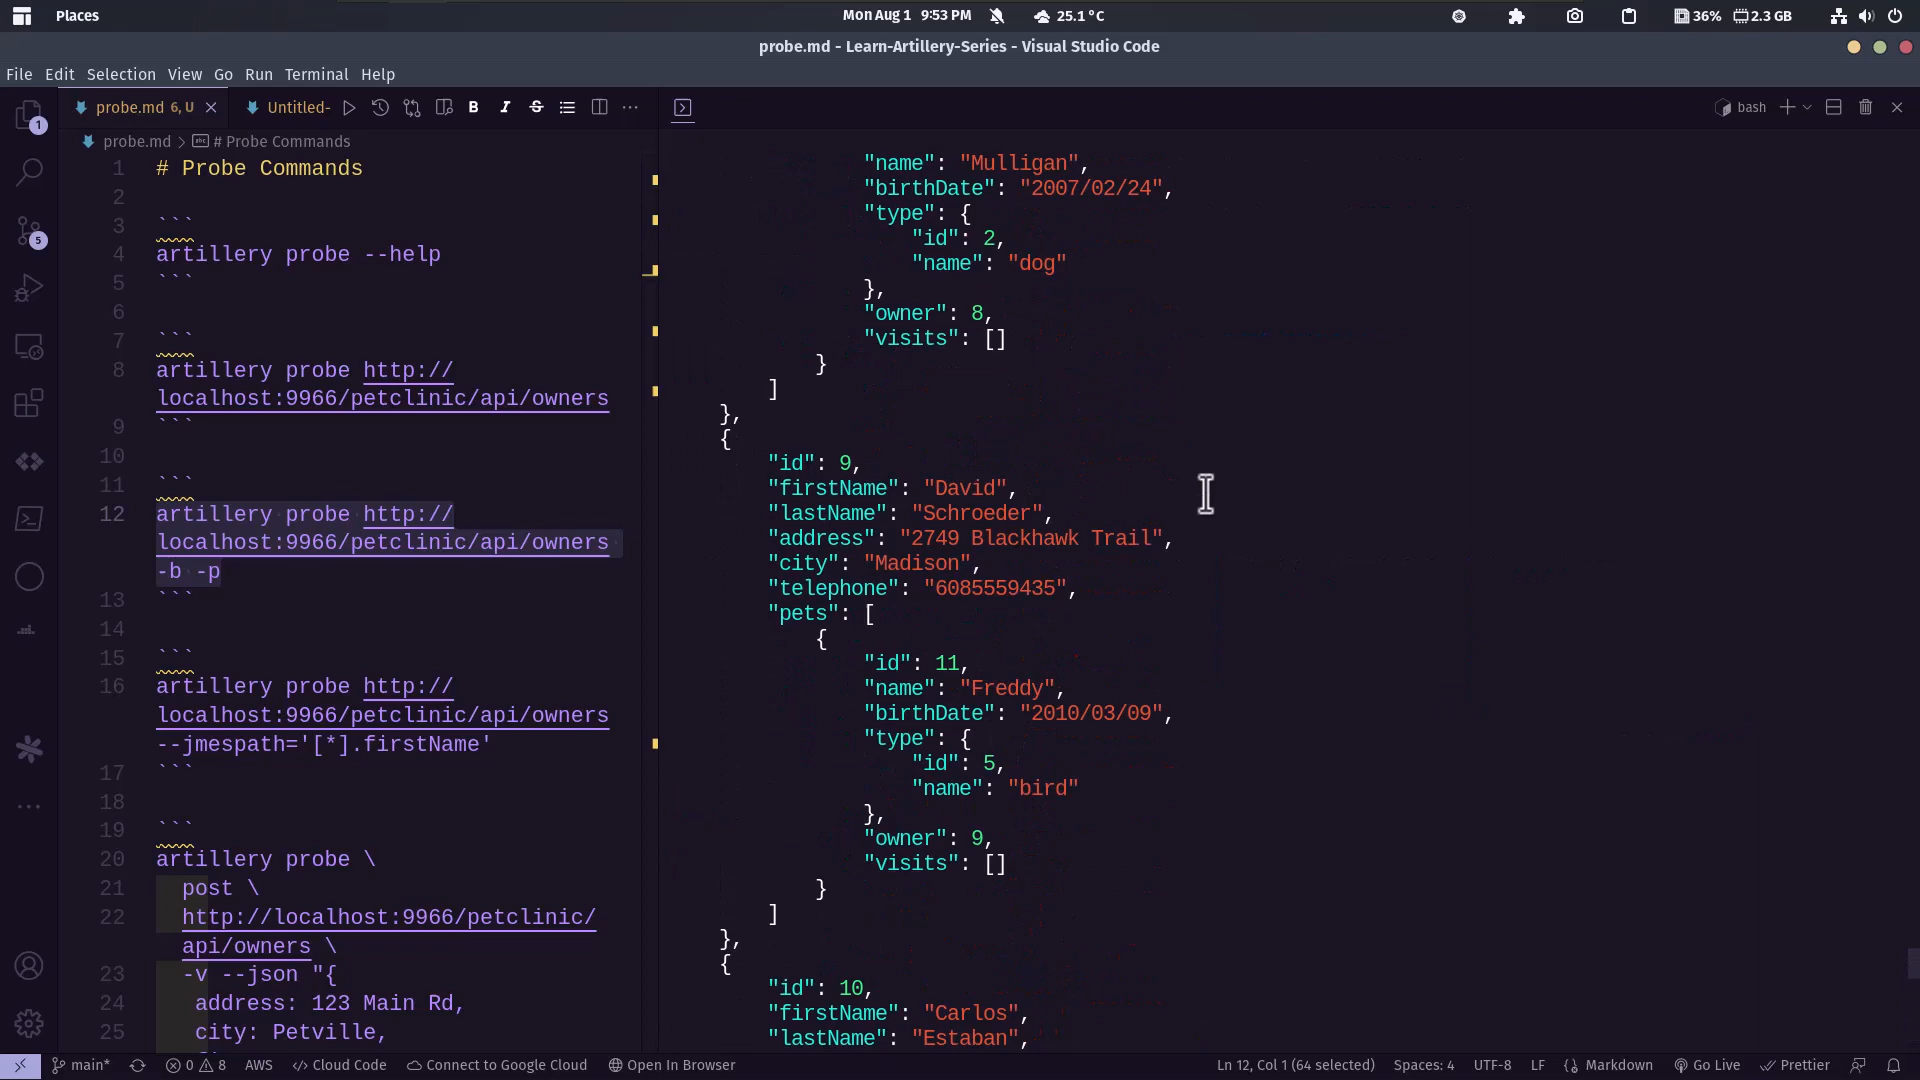 Places
Mon Aug 1 9:53 PM
25.1 °C
36%
2.3 GB
probe.md - Learn-Artillery-Series - Visual Studio Code
File Edit Selection View Go Run Terminal Help
probe.md 6, U
Untitled-
B I S
bash
probe.md > # Probe Commands
1 # Probe Commands
2
3 ```
4 artillery probe --help
5 ```
6
7 ```
8 artillery probe http://
localhost:9966/petclinic/api/owners
9 ```
10
11 ```
12 artillery probe http://
localhost:9966/petclinic/api/owners
-b -p
13 ```
14
15 ```
16 artillery probe http://
localhost:9966/petclinic/api/owners
--jmespath='[*].firstName'
17 ```
18
19 ```
20 artillery probe \
21 post \
22 http://localhost:9966/petclinic/
api/owners \
23 -v --json "{
24 address: 123 Main Rd,
25 city: Petville,
"name": "Mulligan",
"birthDate": "2007/02/24",
"type": {
"id": 2,
"name": "dog"
},
"owner": 8,
"visits": []
}
]
},
{
"id": 9,
"firstName": "David",
"lastName": "Schroeder",
"address": "2749 Blackhawk Trail",
"city": "Madison",
"telephone": "6085559435",
"pets": [
{
"id": 11,
"name": "Freddy",
"birthDate": "2010/03/09",
"type": {
"id": 5,
"name": "bird"
},
"owner": 9,
"visits": []
}
]
},
{
"id": 10,
"firstName": "Carlos",
"lastName": "Estaban",
1
5
main* 0 8 AWS Cloud Code Connect to Google Cloud Open In Browser Ln 12, Col 1 (64 selected) Spaces: 4 UTF-8 LF Markdown Go Live Prettier